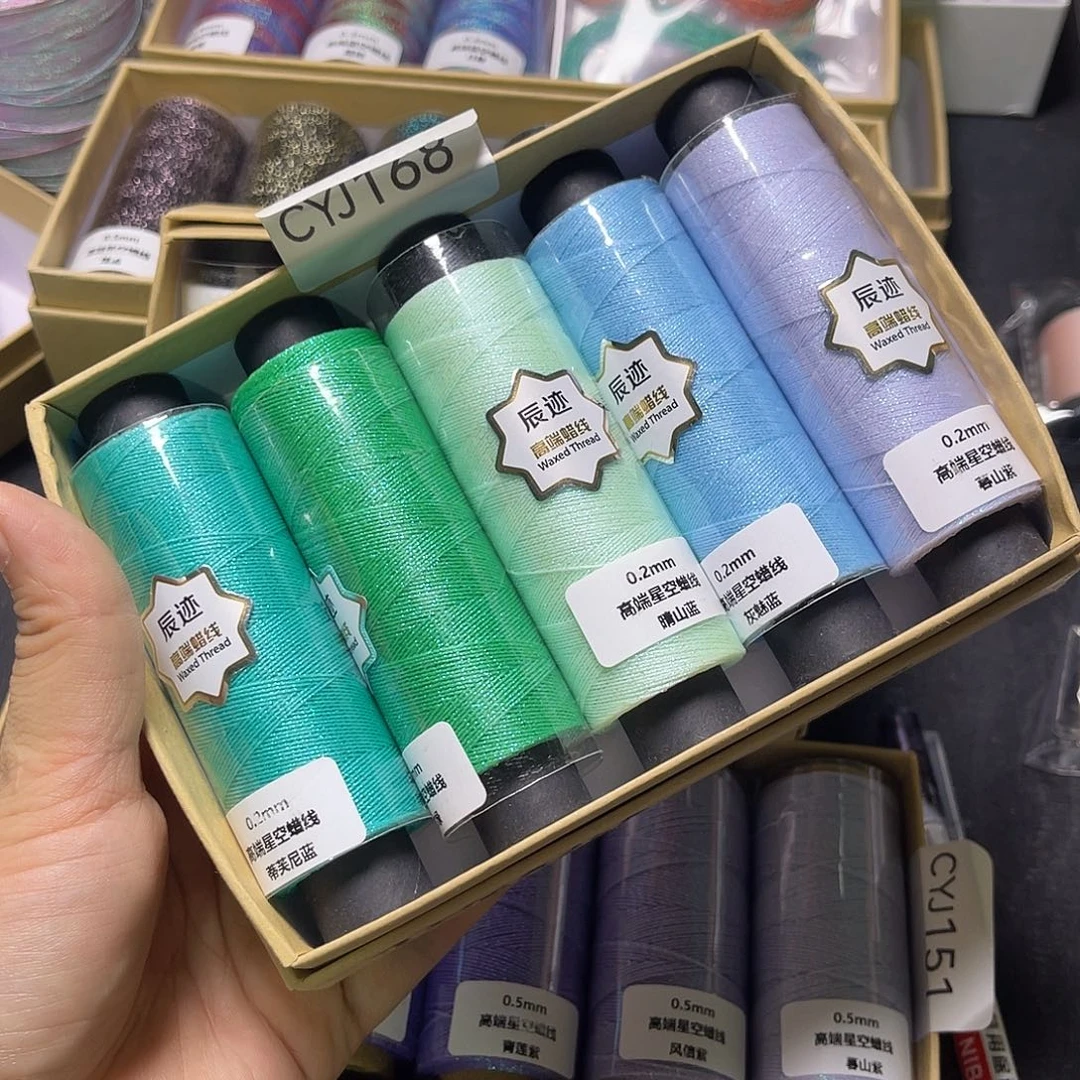 CYJ168
辰迹
高端蜡线
Waxed Thread
0.2mm
高端星空蜡线
暮山紫
辰迹
高端蜡线
Waxed Thread
0.2mm
高端星空蜡线
灰魅蓝
辰迹
高端蜡线
Waxed Thread
0.2mm
高端星空蜡线
晴山蓝
辰迹
高端蜡线
Waxed Thread
0.2mm
高端星空蜡线
蒂芙尼蓝
CYJ151
0.5mm
高端星空蜡线
青莲紫
0.5mm
高端星空蜡线
风信紫
0.5mm
高端星空蜡线
暮山紫